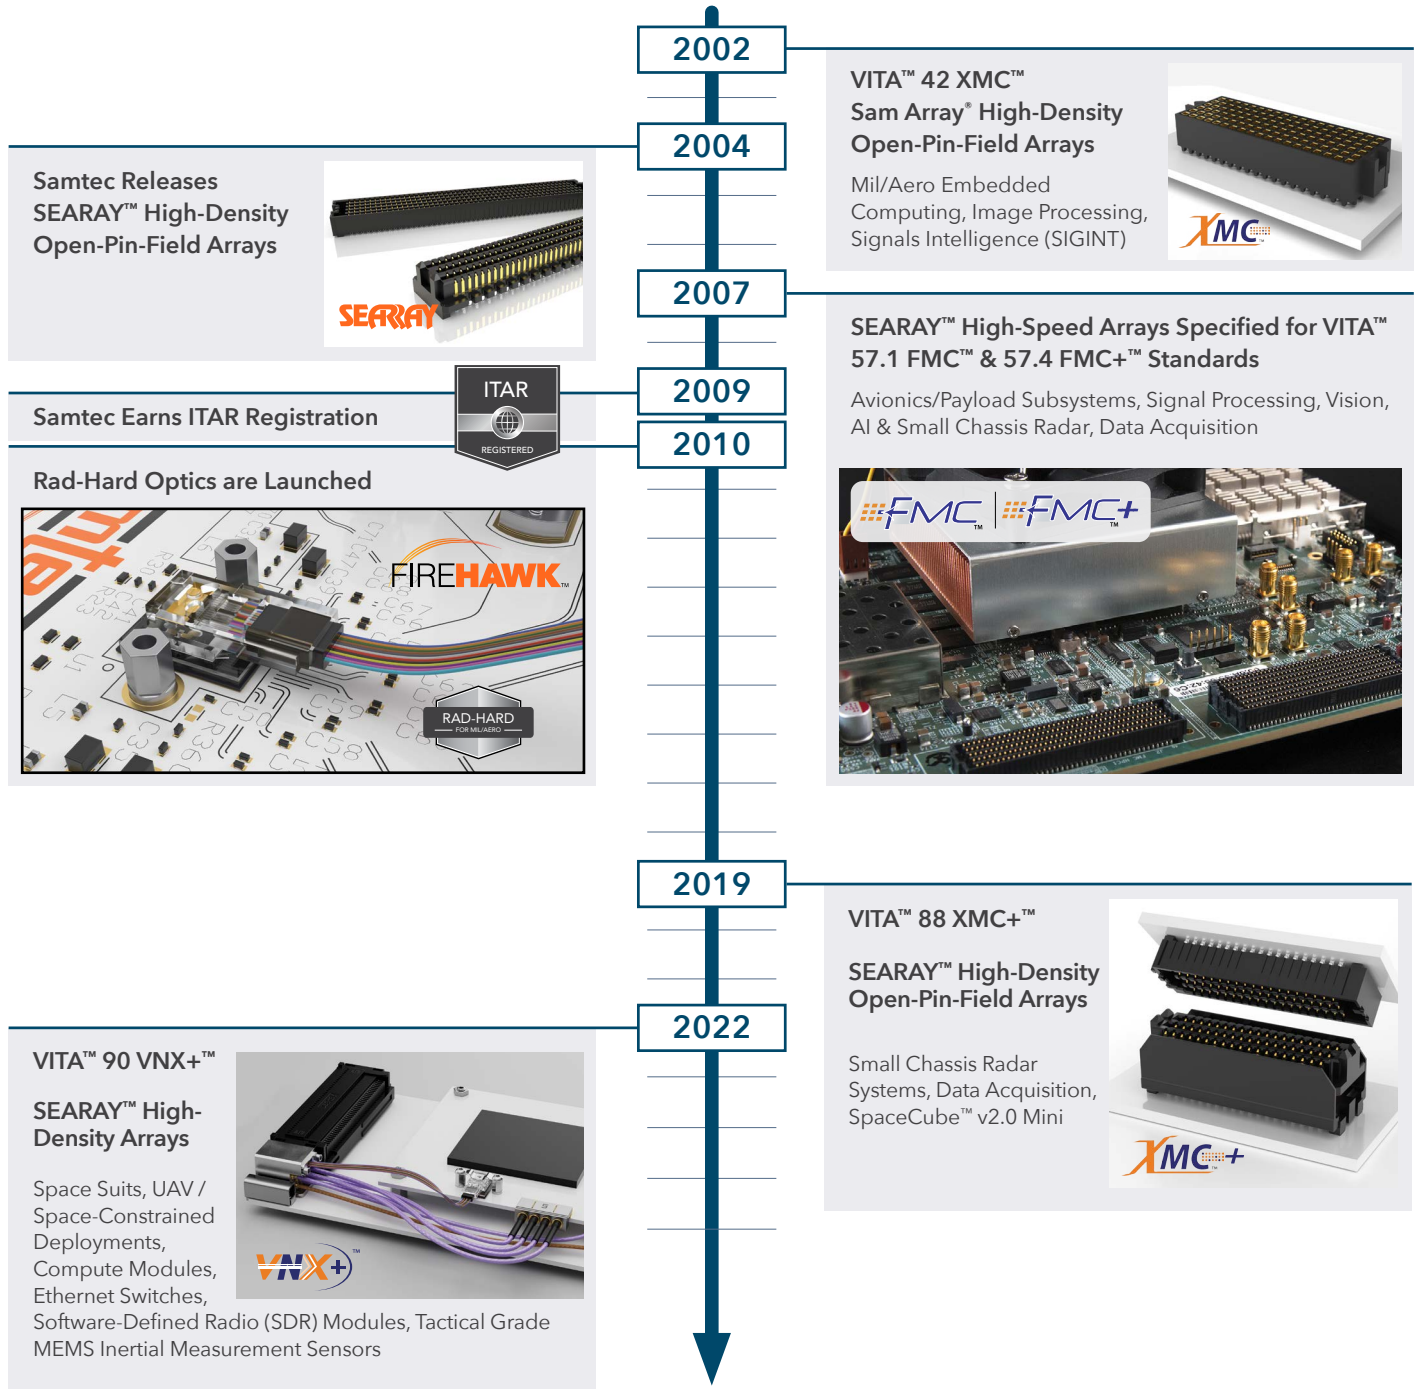 2002
VITA™ 42 XMC™
Sam Array® High-Density
Open-Pin-Field Arrays
Mil/Aero Embedded
Computing, Image Processing,
Signals Intelligence (SIGINT)
XMC™
2004
Samtec Releases
SEARAY™ High-Density
Open-Pin-Field Arrays
SEARAY
2007
SEARAY™ High-Speed Arrays Specified for VITA™
57.1 FMC™ & 57.4 FMC+™ Standards
Avionics/Payload Subsystems, Signal Processing, Vision,
AI & Small Chassis Radar, Data Acquisition
FMC™ FMC+™
2009
Samtec Earns ITAR Registration
ITAR
REGISTERED
2010
Rad-Hard Optics are Launched
FIREHAWK™
RAD-HARD
FOR MIL/AERO
2019
VITA™ 88 XMC+™
SEARAY™ High-Density
Open-Pin-Field Arrays
Small Chassis Radar
Systems, Data Acquisition,
SpaceCube™ v2.0 Mini
XMC+™
2022
VITA™ 90 VNX+™
SEARAY™ High-
Density Arrays
Space Suits, UAV /
Space-Constrained
Deployments,
Compute Modules,
Ethernet Switches,
Software-Defined Radio (SDR) Modules, Tactical Grade
MEMS Inertial Measurement Sensors
VNX+™